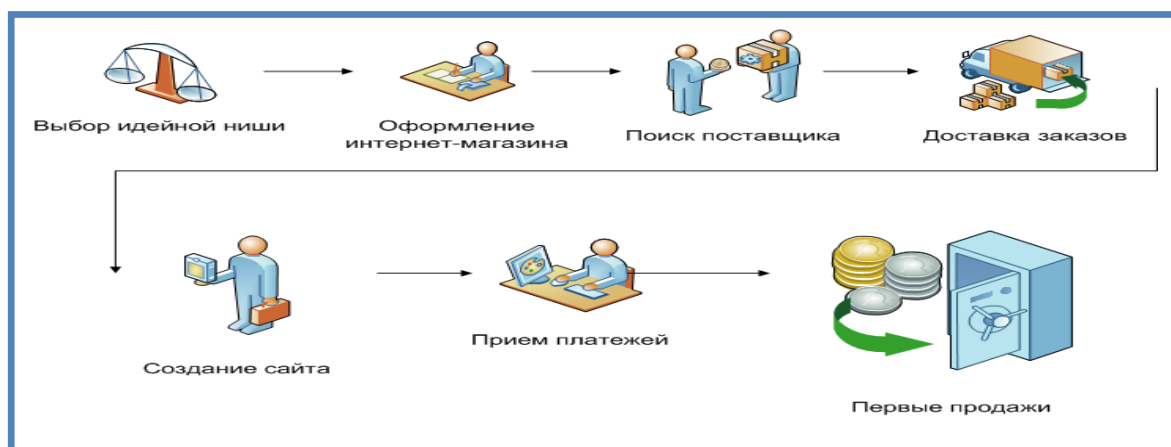 Выбор идейной ниши
Оформление
интернет-магазина
Поиск поставщика
Доставка заказов
Создание сайта
Прием платежей
Первые продажи